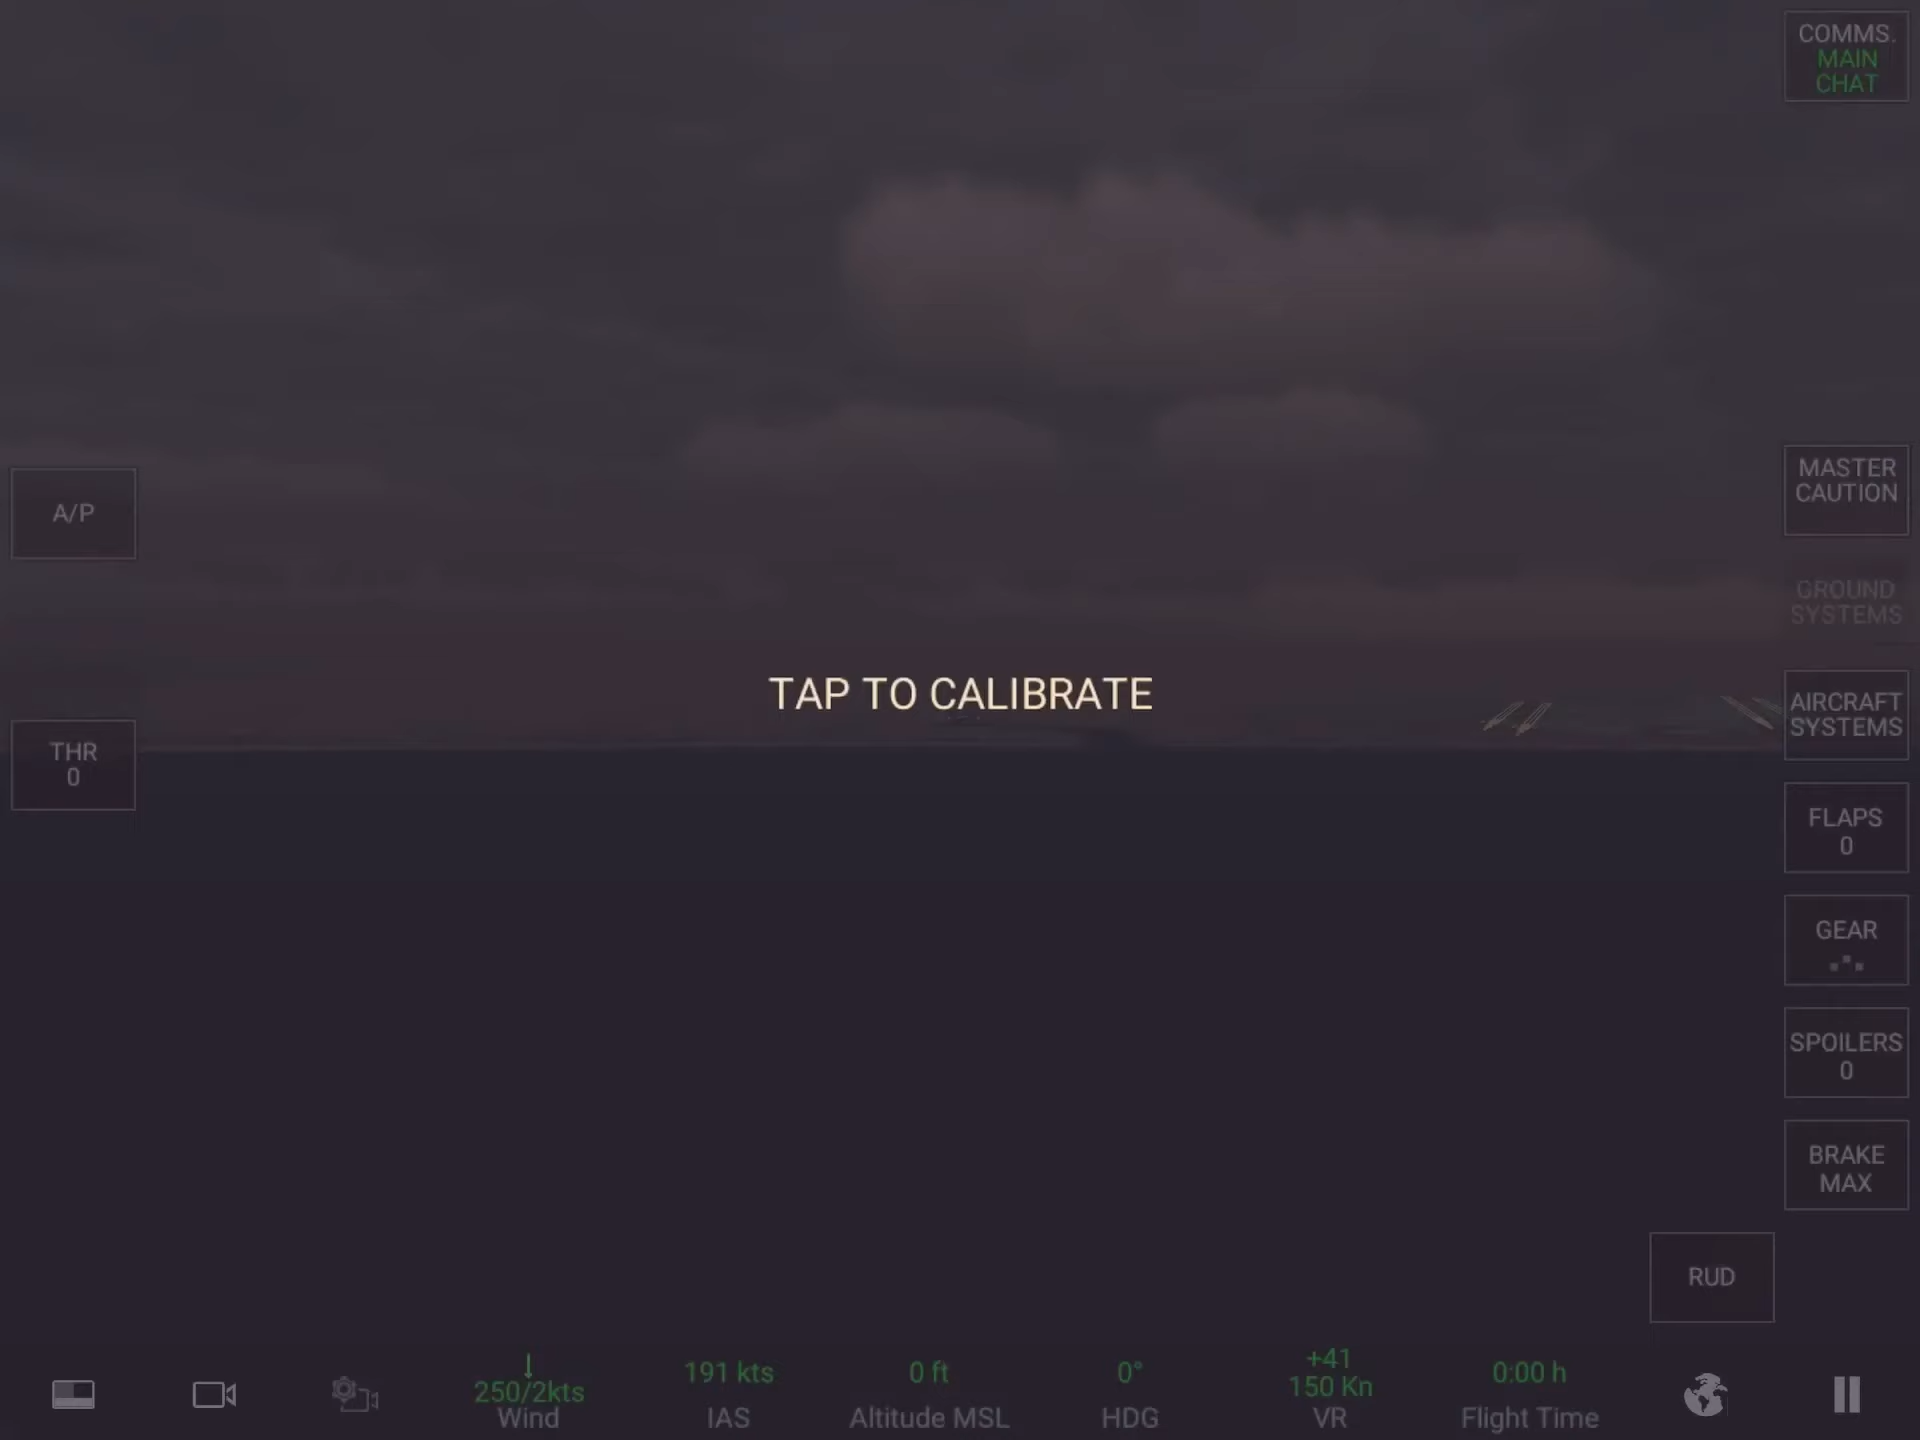 COMMS.
MAIN
CHAT
MASTER
CAUTION
A/P
GROUND
SYSTEMS
TAP TO CALIBRATE
AIRCRAFT
SYSTEMS
THR
0
FLAPS
0
GEAR
SPOILERS
0
BRAKE
MAX
RUD
250/2kts
Wind
191 kts
IAS
0 ft
Altitude MSL
0°
HDG
+41
150 Kn
VR
0:00 h
Flight Time